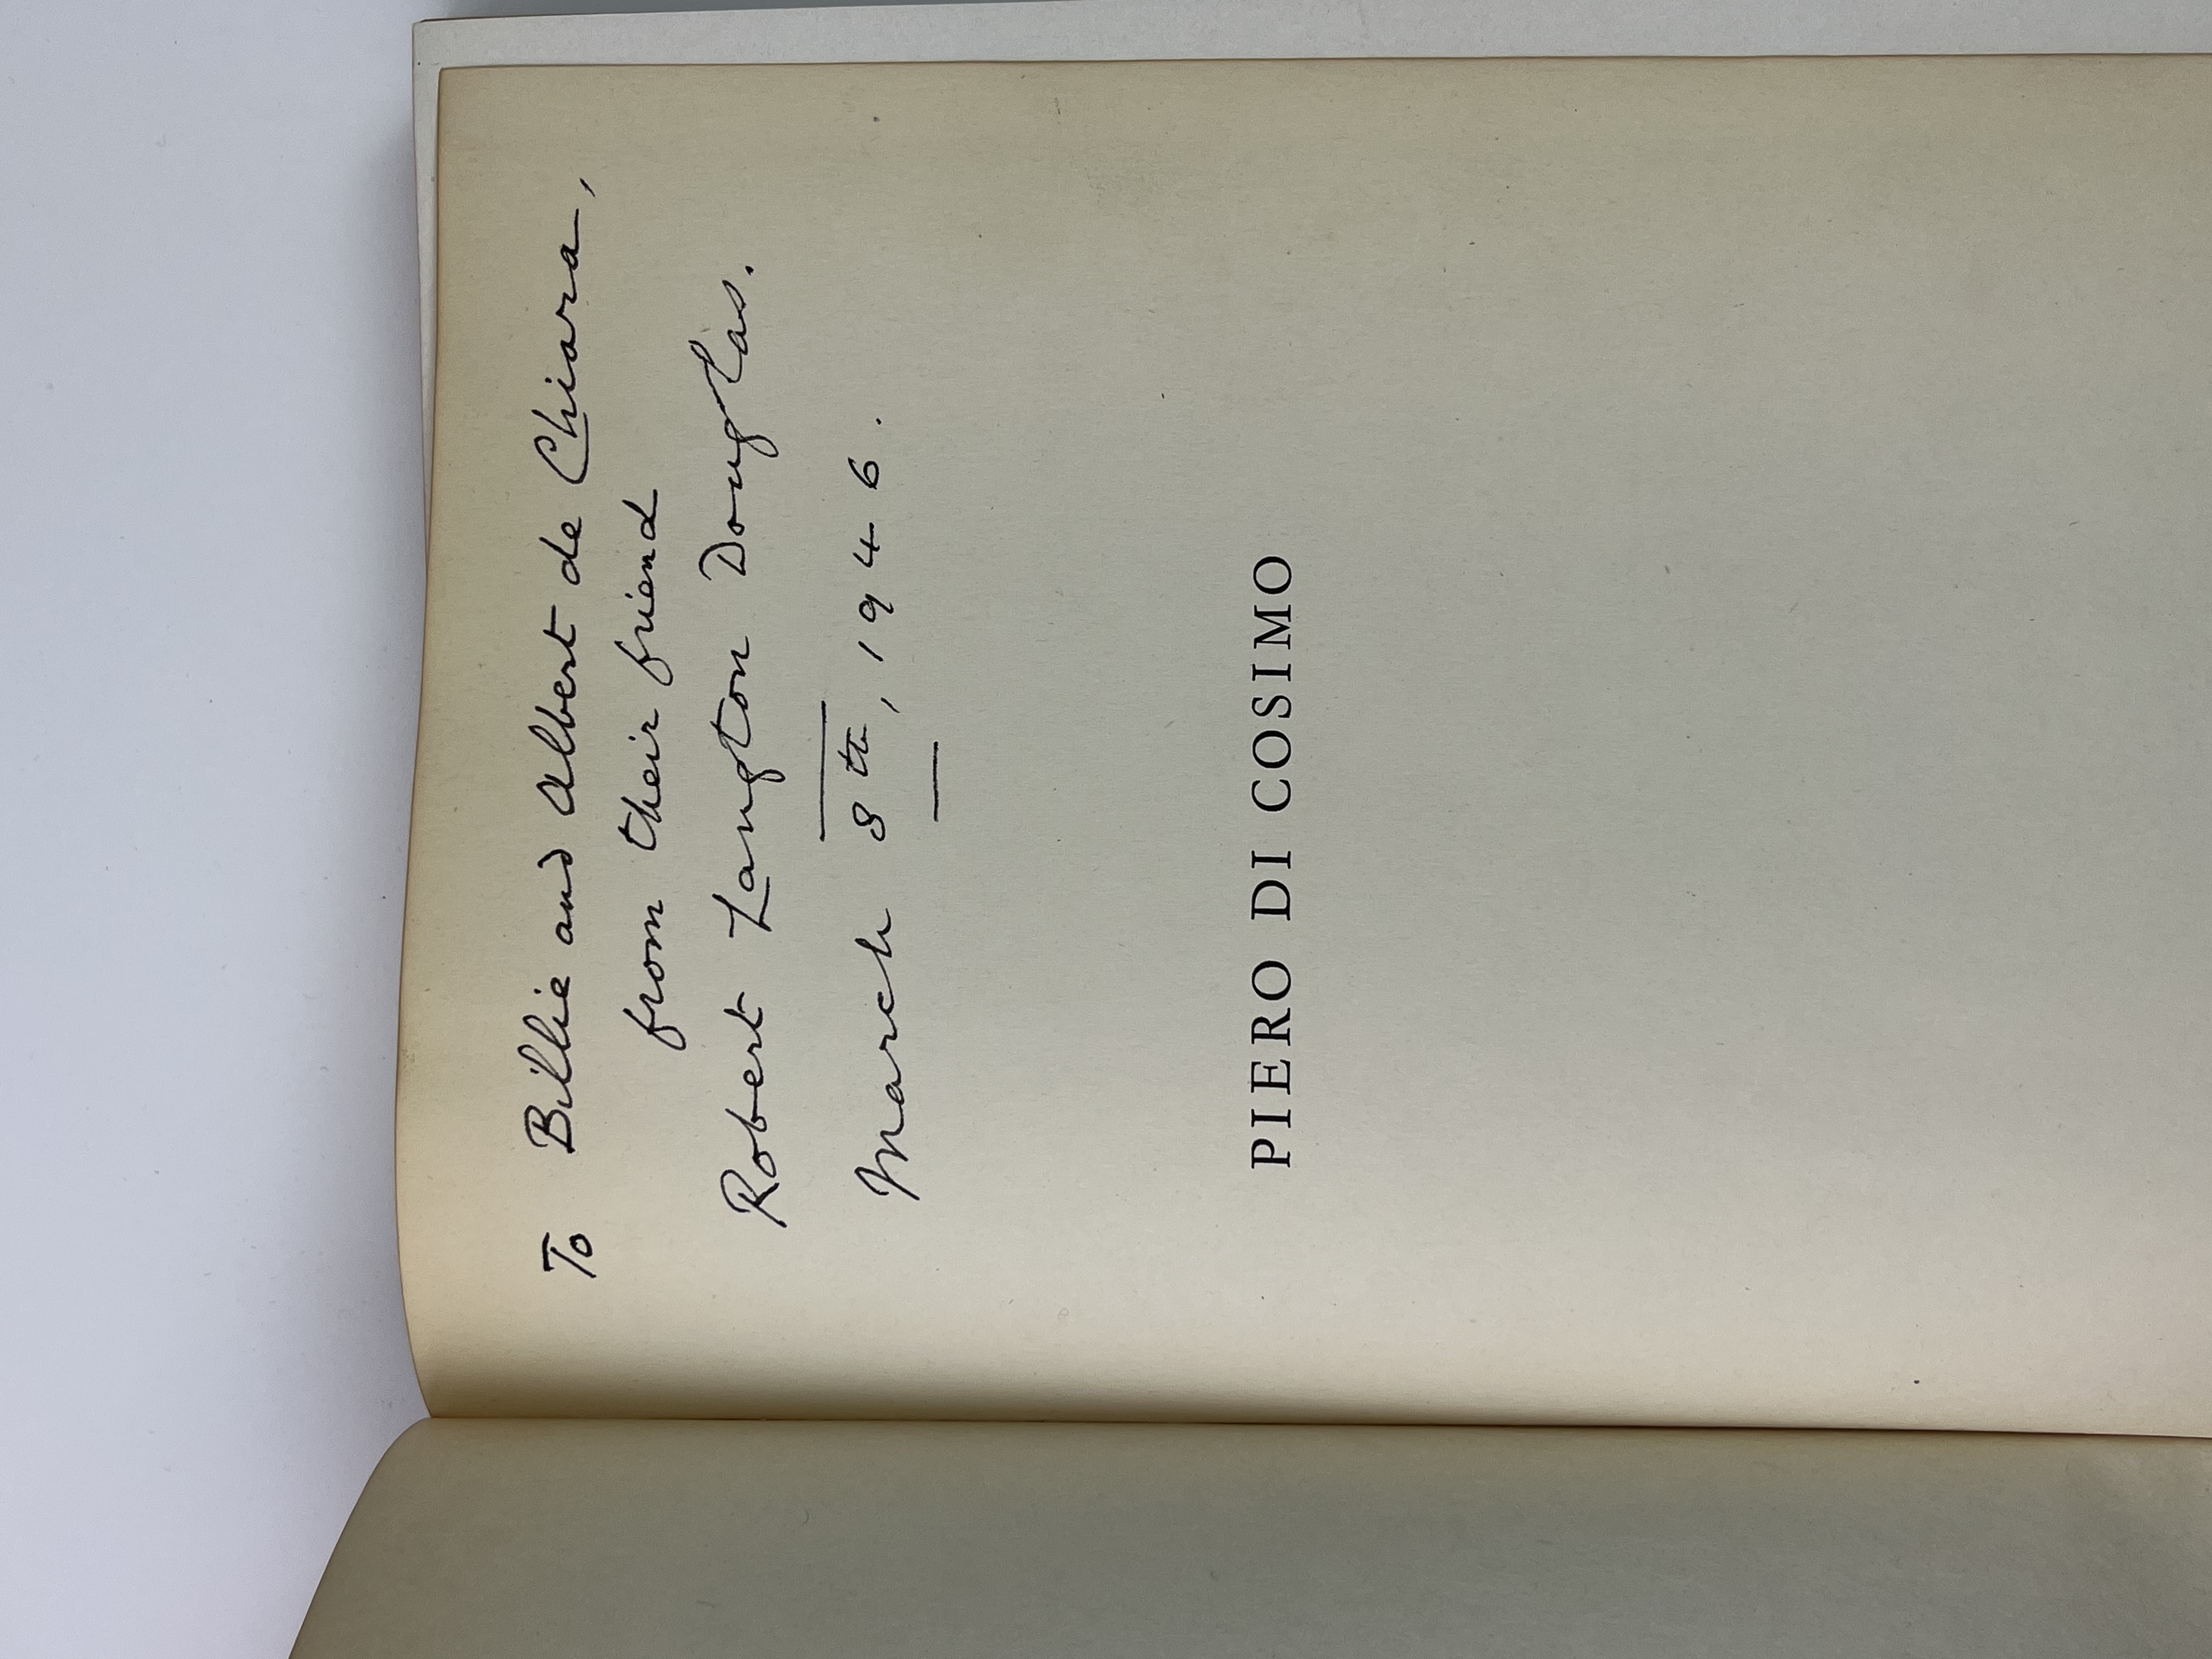 To Billie and Albert de Chiara,
from their friend
Robert Langton Douglas.
March 8th, 1946.
PIERO DI COSIMO